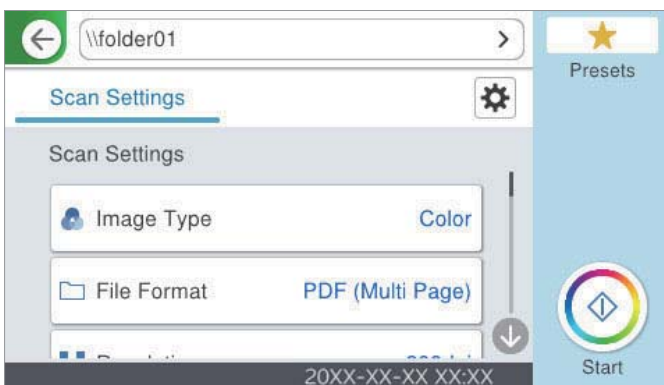 \\folder01
Presets
Scan Settings
Scan Settings
Image Type
Color
File Format
PDF (Multi Page)
20XX-XX-XX XX:XX
Start